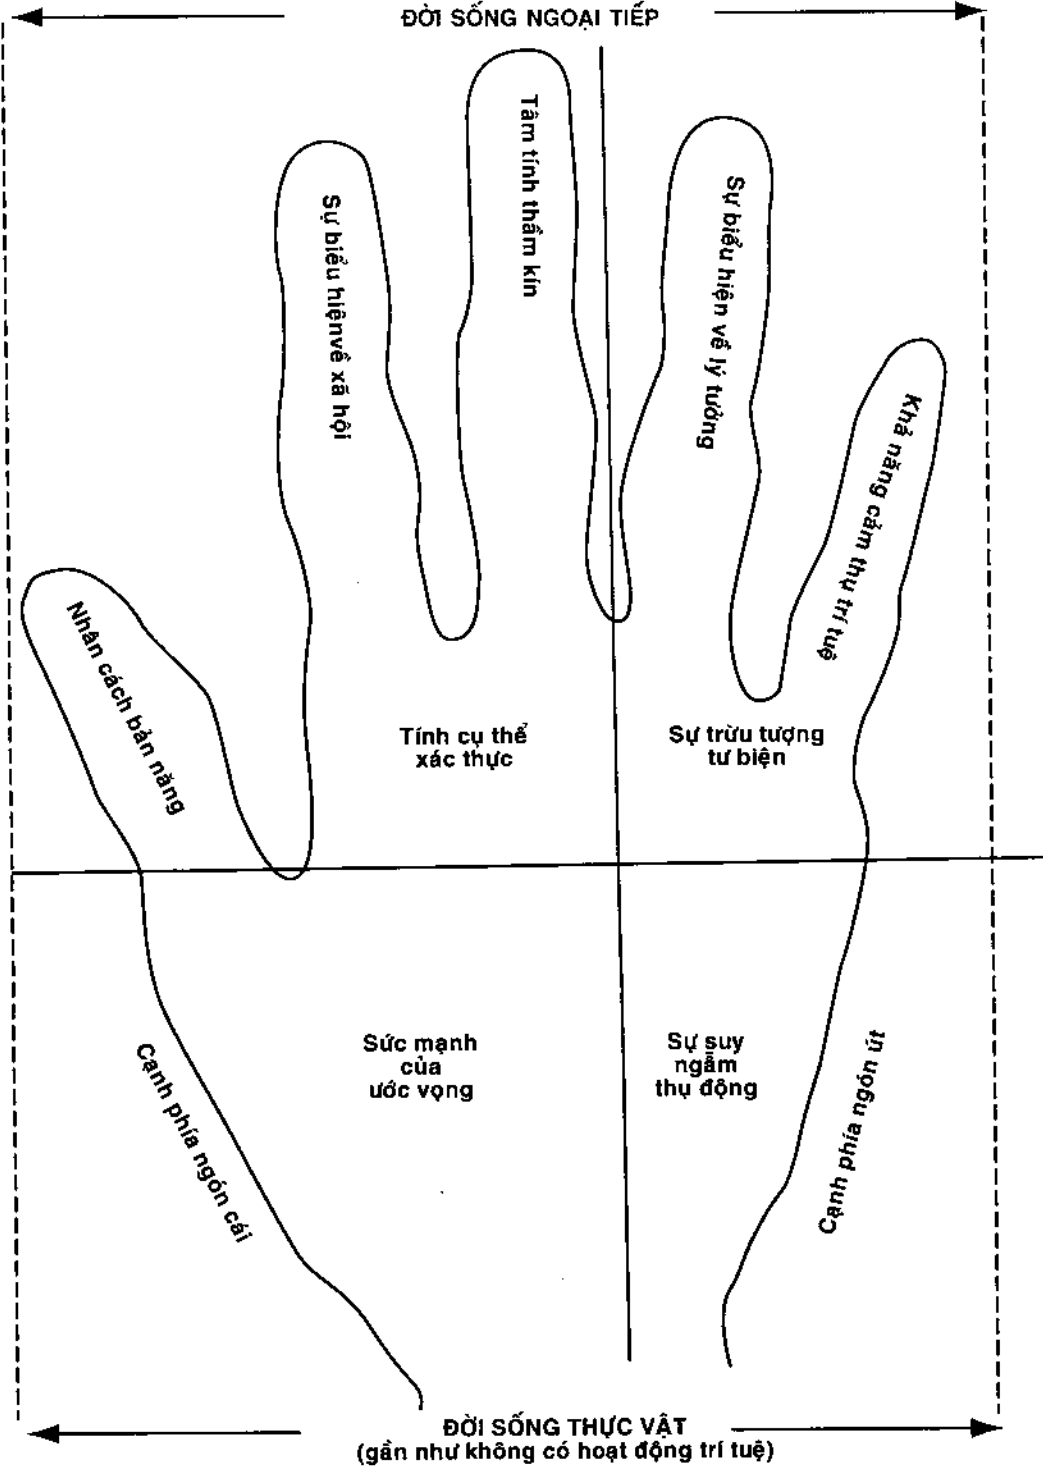 ĐỜI SỐNG NGOẠI TIẾP
Tâm tính thầm kín
Sự biểu hiệnvề xã hội
Sự biểu hiện về lý tưởng
Khả năng cảm thụ trí tuệ
Nhân cách bản năng
Tính cụ thể
xác thực
Sự trừu tượng
tư biện
Sức mạnh
của
ước vọng
Sự suy
ngẫm
thụ động
Cạnh phía ngón cái
Cạnh phía ngón út
ĐỜI SỐNG THỰC VẬT
(gần như không có hoạt động trí tuệ)